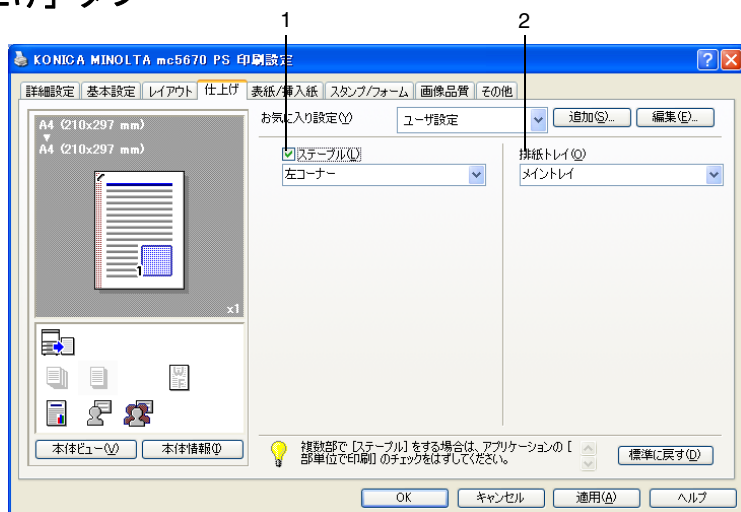 1 2
KONICA MINOLTA mc5670 PS 印刷設定
詳細設定 基本設定 レイアウト 仕上げ 表紙/挿入紙 スタンプ/フォーム 画像品質 その他
A4 (210x297 mm)
A4 (210x297 mm)
お気に入り設定(Y) ユーザ設定 追加(S)... 編集(E)...
ステープル(L) 排紙トレイ(O)
左コーナー メイントレイ
1
x1
本体ビュー(V) 本体情報(I)
複数部で [ステープル] をする場合は、アプリケーションの [
部単位で印刷] のチェックをはずしてください。
標準に戻す(D)
OK キャンセル 適用(A) ヘルプ